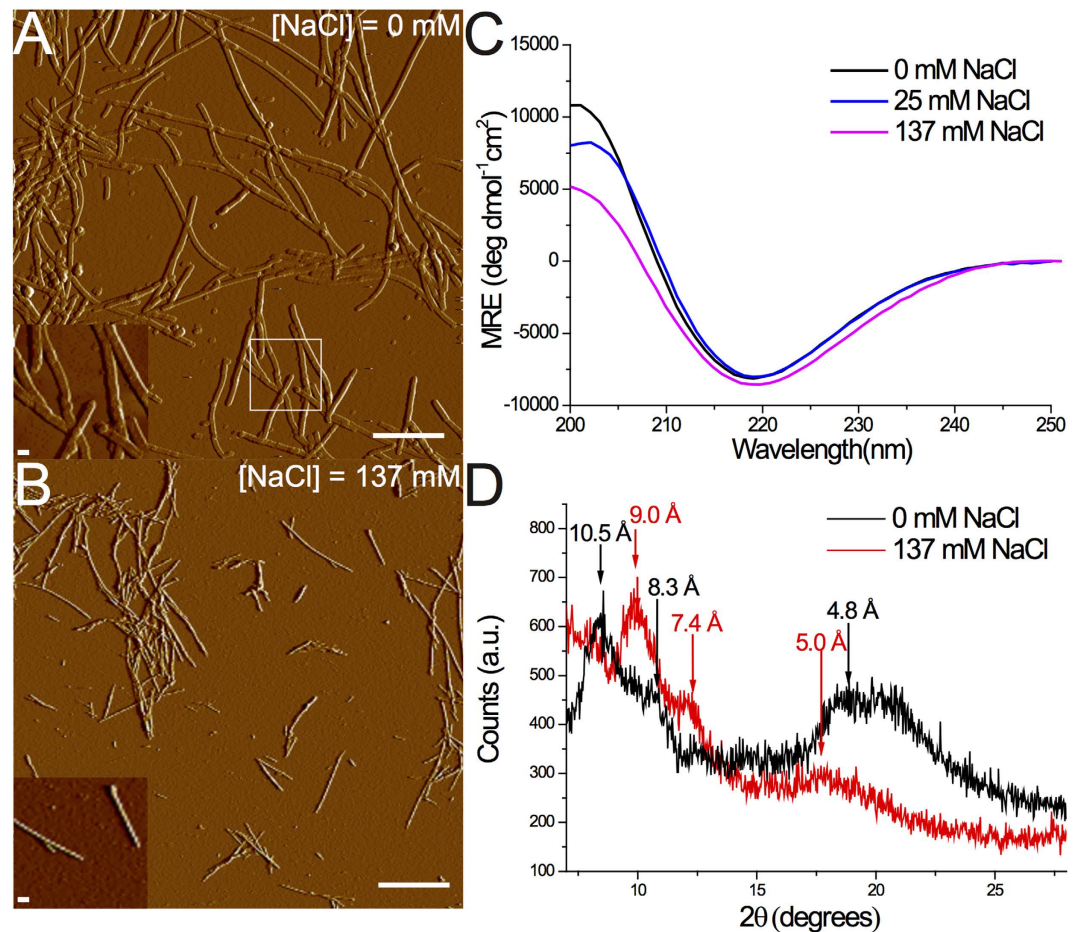 A
[NaCl] = 0 mM
B
[NaCl] = 137 mM
C
15000
10000
5000
0
-5000
-10000
MRE (deg dmol⁻¹cm²)
0 mM NaCl
25 mM NaCl
137 mM NaCl
200 210 220 230 240 250
Wavelength(nm)
D
800
700
600
500
400
300
200
100
Counts (a.u.)
0 mM NaCl
137 mM NaCl
10.5 Å
9.0 Å
8.3 Å
7.4 Å
5.0 Å
4.8 Å
10 15 20 25
2θ (degrees)